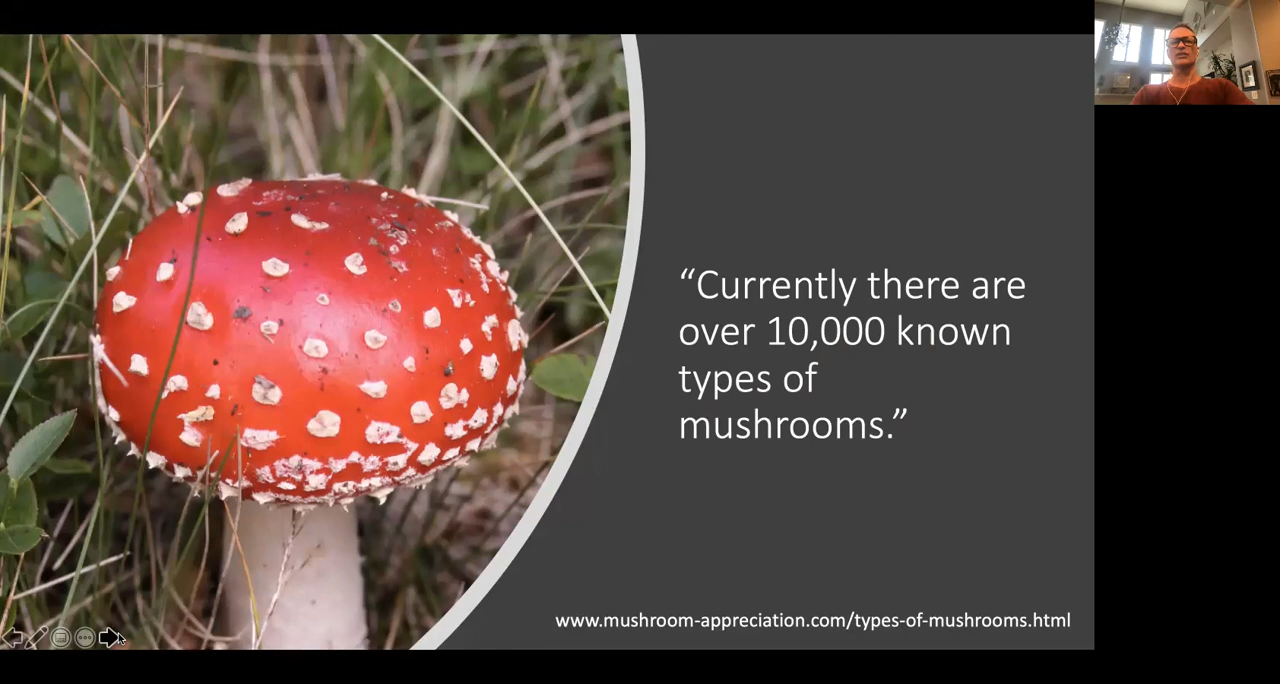 “Currently there are
over 10,000 known
types of
mushrooms.”
www.mushroom-appreciation.com/types-of-mushrooms.html